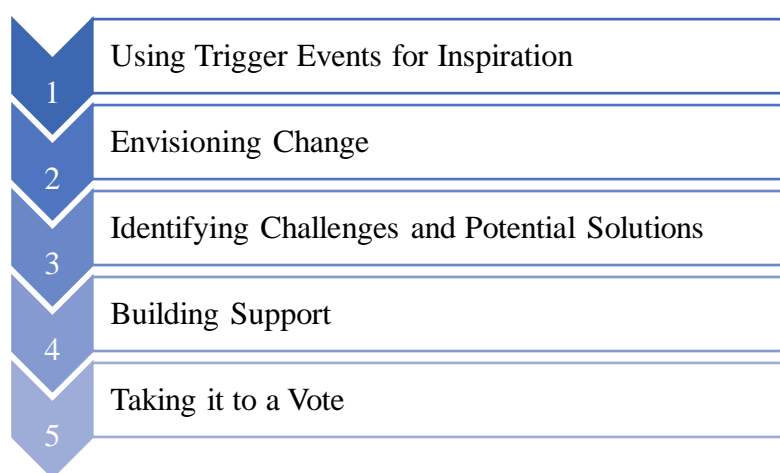 1 Using Trigger Events for Inspiration
2 Envisioning Change
3 Identifying Challenges and Potential Solutions
4 Building Support
5 Taking it to a Vote